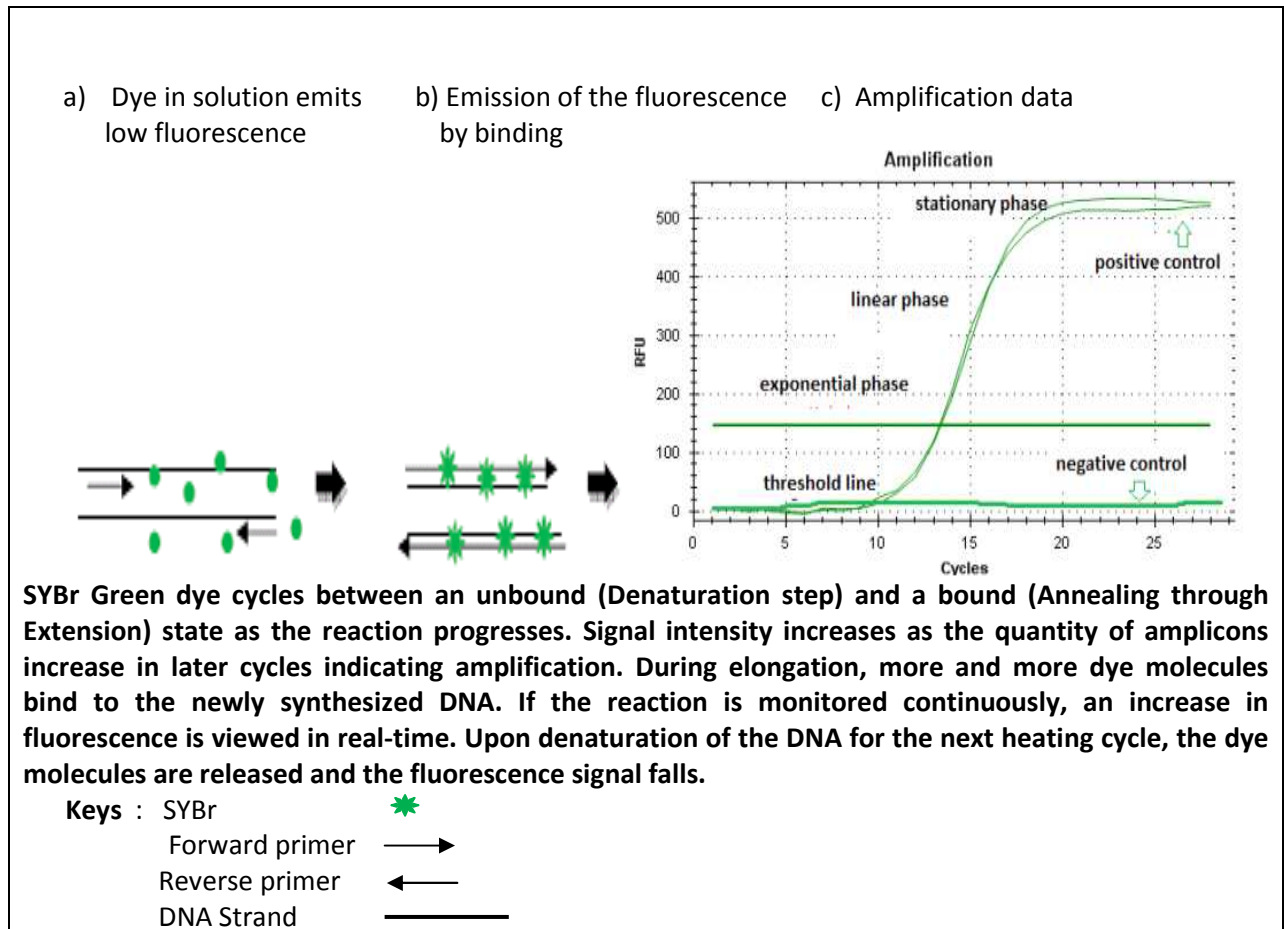 a) Dye in solution emits
low fluorescence
b) Emission of the fluorescence
by binding
c) Amplification data
Amplification
500
400
300
200
100
0
RFU
stationary phase
positive control
linear phase
exponential phase
negative control
threshold line
0 5 10 15 20 25
Cycles
SYBr Green dye cycles between an unbound (Denaturation step) and a bound (Annealing through
Extension) state as the reaction progresses. Signal intensity increases as the quantity of amplicons
increase in later cycles indicating amplification. During elongation, more and more dye molecules
bind to the newly synthesized DNA. If the reaction is monitored continuously, an increase in
fluorescence is viewed in real-time. Upon denaturation of the DNA for the next heating cycle, the dye
molecules are released and the fluorescence signal falls.
Keys : SYBr
Forward primer
Reverse primer
DNA Strand